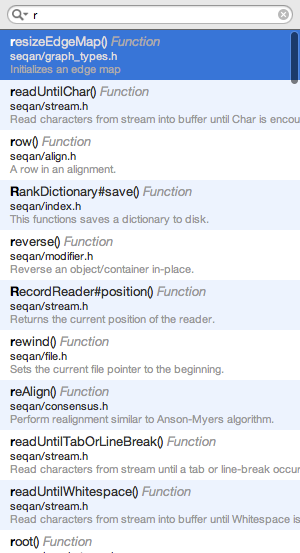 r
resizeEdgeMap() Function
seqan/graph_types.h
Initializes an edge map
readUntilChar() Function
seqan/stream.h
Read characters from stream into buffer until Char is encou
row() Function
seqan/align.h
A row in an alignment.
RankDictionary#save() Function
seqan/index.h
This functions saves a dictionary to disk.
reverse() Function
seqan/modifier.h
Reverse an object/container in-place.
RecordReader#position() Function
seqan/stream.h
Returns the current position of the reader.
rewind() Function
seqan/file.h
Sets the current file pointer to the beginning.
reAlign() Function
seqan/consensus.h
Perform realignment similar to Anson-Myers algorithm.
readUntilTabOrLineBreak() Function
seqan/stream.h
Read characters from stream until a tab or line-break occur
readUntilWhitespace() Function
seqan/stream.h
Read characters from stream into buffer until Whitespace is
root() Function